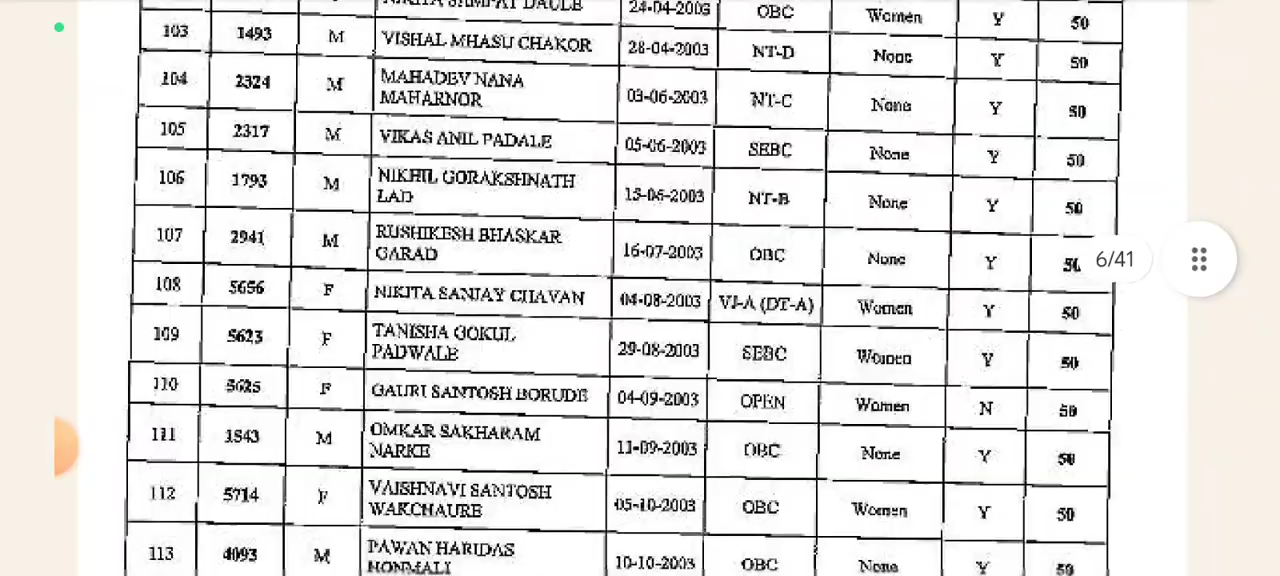 NIKITA SAMPAT DAULE 24-04-2003 OBC Women Y 50
103 1493 M VISHAL MHASU CHAKOR 28-04-2003 NT-D None Y 50
104 2324 M MAHADEV NANA 03-06-2003 NT-C None Y 50
MAHARNOR
105 2317 M VIKAS ANIL PADALE 05-06-2003 SEBC None Y 50
106 1793 M NIKHIL GORAKSHNATH NT-B None Y 50
LAD
107 2941 M RUSHIKESH BHASKAR 16-07-2003 OBC None Y
GARAD
6/41
108 5656 F NIKITA SANJAY CHAVAN 04-08-2003 VJ-A (DT-A) Women Y 50
109 5623 F TANISHA GOKUL 29-08-2003 SEBC Women Y 50
PADWALE
110 5625 F GAURI SANTOSH BORUDE 04-09-2003 OPEN Women N 50
111 1543 M OMKAR SAKHARAM 11-09-2003 OBC None Y 50
NARKE
112 5714 F VAISHNAVI SANTOSH 05-10-2003 OBC Women Y 50
WAKCHAURE
113 4093 M PAWAN HARIDAS 10-10-2003 OBC None Y 50